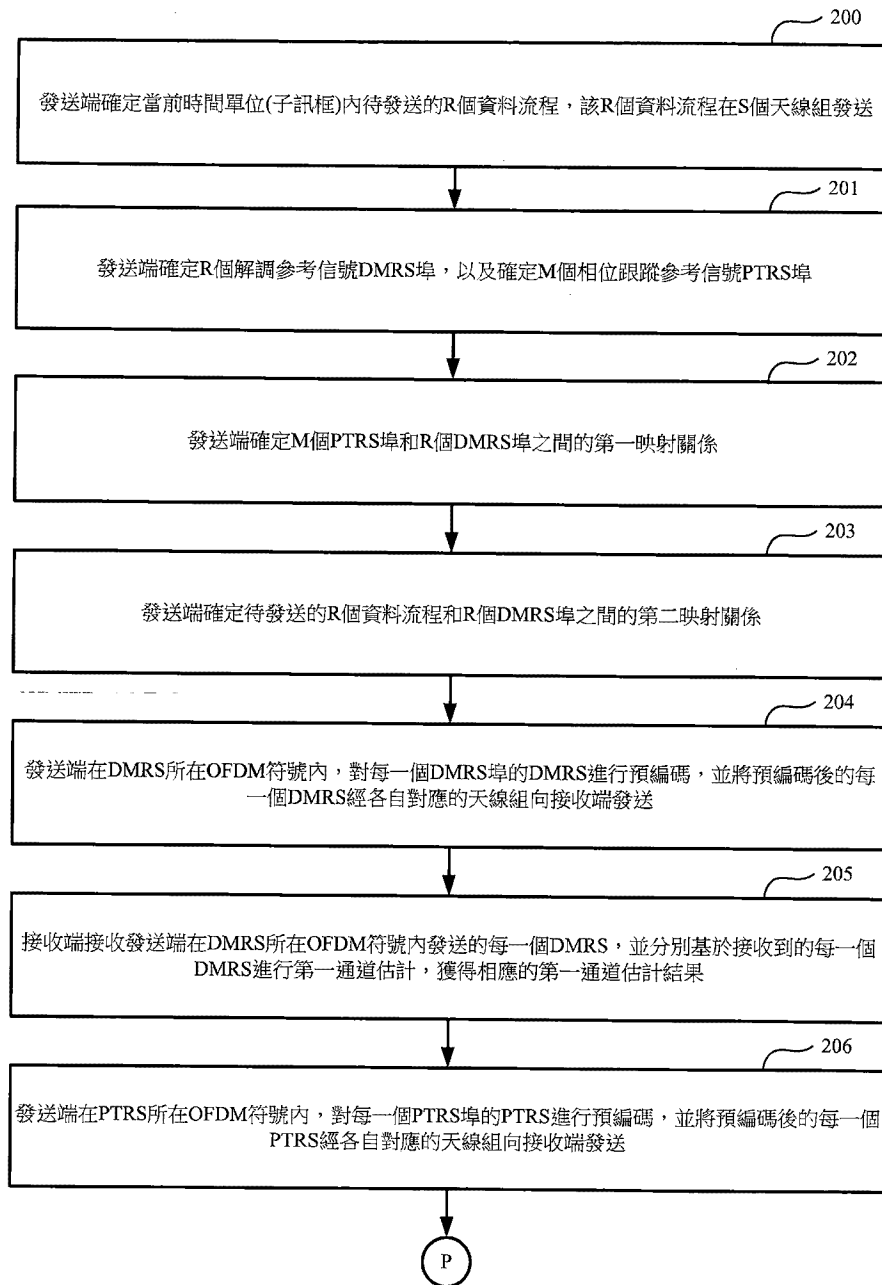 200
發送端確定當前時間單位(子訊框)內待發送的R個資料流程，該R個資料流程在S個天線組發送
201
發送端確定R個解調參考信號DMRS埠，以及確定M個相位跟蹤參考信號PTRS埠
202
發送端確定M個PTRS埠和R個DMRS埠之間的第一映射關係
203
發送端確定待發送的R個資料流程和R個DMRS埠之間的第二映射關係
204
發送端在DMRS所在OFDM符號內，對每一個DMRS埠的DMRS進行預編碼，並將預編碼後的每
一個DMRS經各自對應的天線組向接收端發送
205
接收端接收發送端在DMRS所在OFDM符號內發送的每一個DMRS，並分別基於接收到的每一個
DMRS進行第一通道估計，獲得相應的第一通道估計結果
206
發送端在PTRS所在OFDM符號內，對每一個PTRS埠的PTRS進行預編碼，並將預編碼後的每一個
PTRS經各自對應的天線組向接收端發送
P